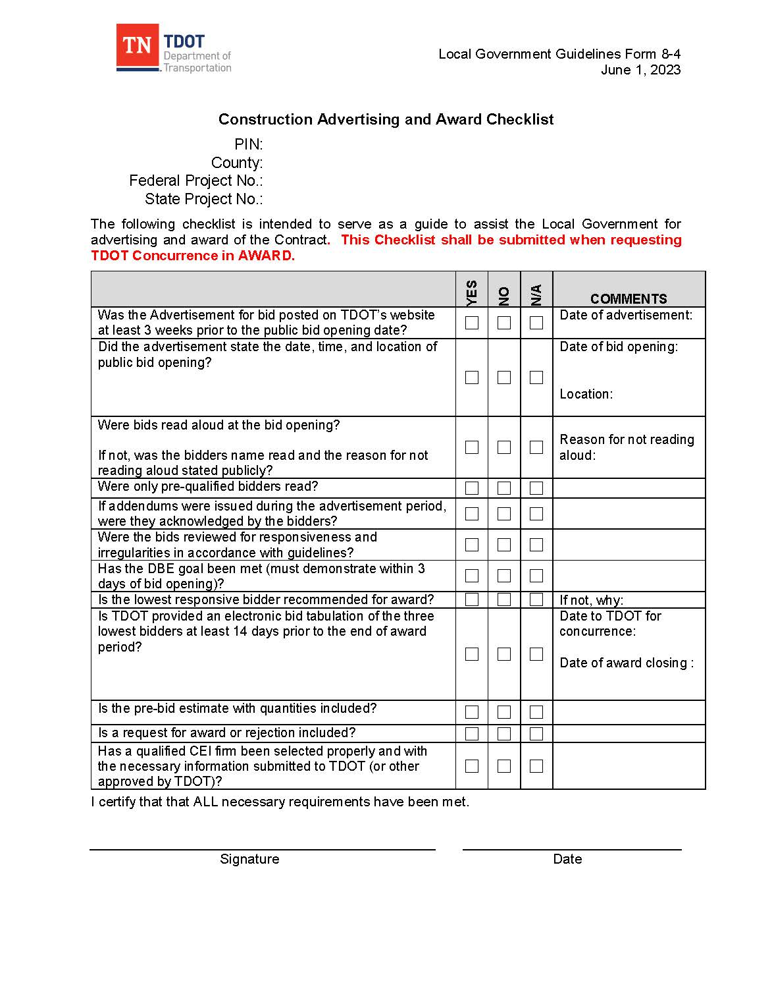 TN TDOT
Department of
Transportation
Local Government Guidelines Form 8-4
June 1, 2023
Construction Advertising and Award Checklist
PIN:
County:
Federal Project No.:
State Project No.:
The following checklist is intended to serve as a guide to assist the Local Government for
advertising and award of the Contract. This Checklist shall be submitted when requesting
TDOT Concurrence in AWARD.
YES NO N/A COMMENTS
Was the Advertisement for bid posted on TDOT's website
at least 3 weeks prior to the public bid opening date?
Date of advertisement:
Did the advertisement state the date, time, and location of
public bid opening?
Date of bid opening:
Location:
Were bids read aloud at the bid opening?
If not, was the bidders name read and the reason for not
reading aloud stated publicly?
Reason for not reading
aloud:
Were only pre-qualified bidders read?
If addendums were issued during the advertisement period,
were they acknowledged by the bidders?
Were the bids reviewed for responsiveness and
irregularities in accordance with guidelines?
Has the DBE goal been met (must demonstrate within 3
days of bid opening)?
Is the lowest responsive bidder recommended for award?
If not, why:
Is TDOT provided an electronic bid tabulation of the three
lowest bidders at least 14 days prior to the end of award
period?
Date to TDOT for
concurrence:
Date of award closing :
Is the pre-bid estimate with quantities included?
Is a request for award or rejection included?
Has a qualified CEI firm been selected properly and with
the necessary information submitted to TDOT (or other
approved by TDOT)?
I certify that that ALL necessary requirements have been met.
Signature
Date